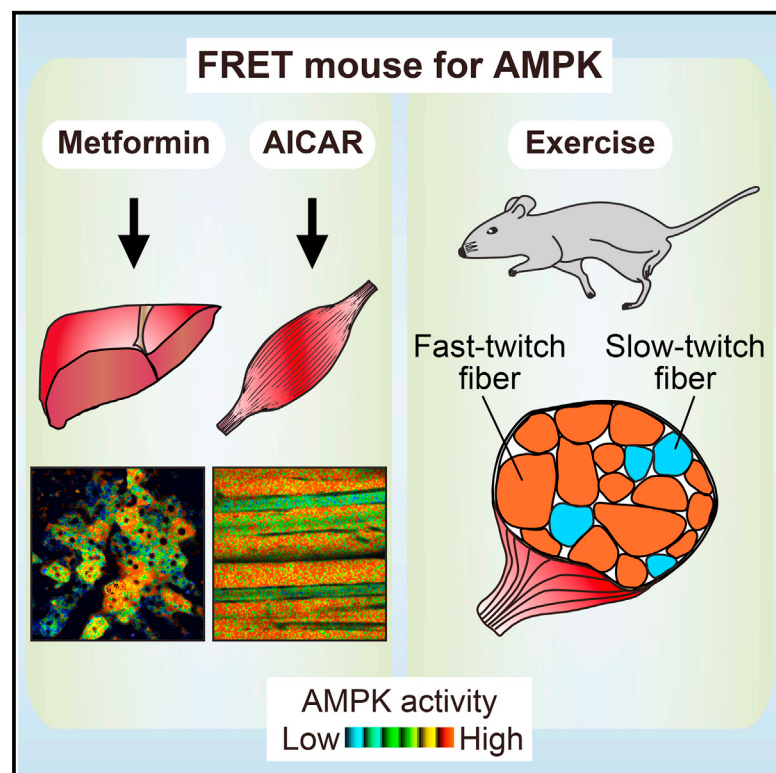 FRET mouse for AMPK
Metformin
AICAR
Exercise
Fast-twitch
fiber
Slow-twitch
fiber
AMPK activity
Low
High